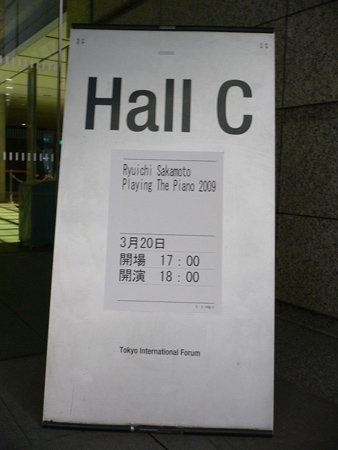 Hall C
Ryuichi Sakamoto
Playing The Piano 2009
3月20日
開場 17：00
開演 18：00
Tokyo International Forum